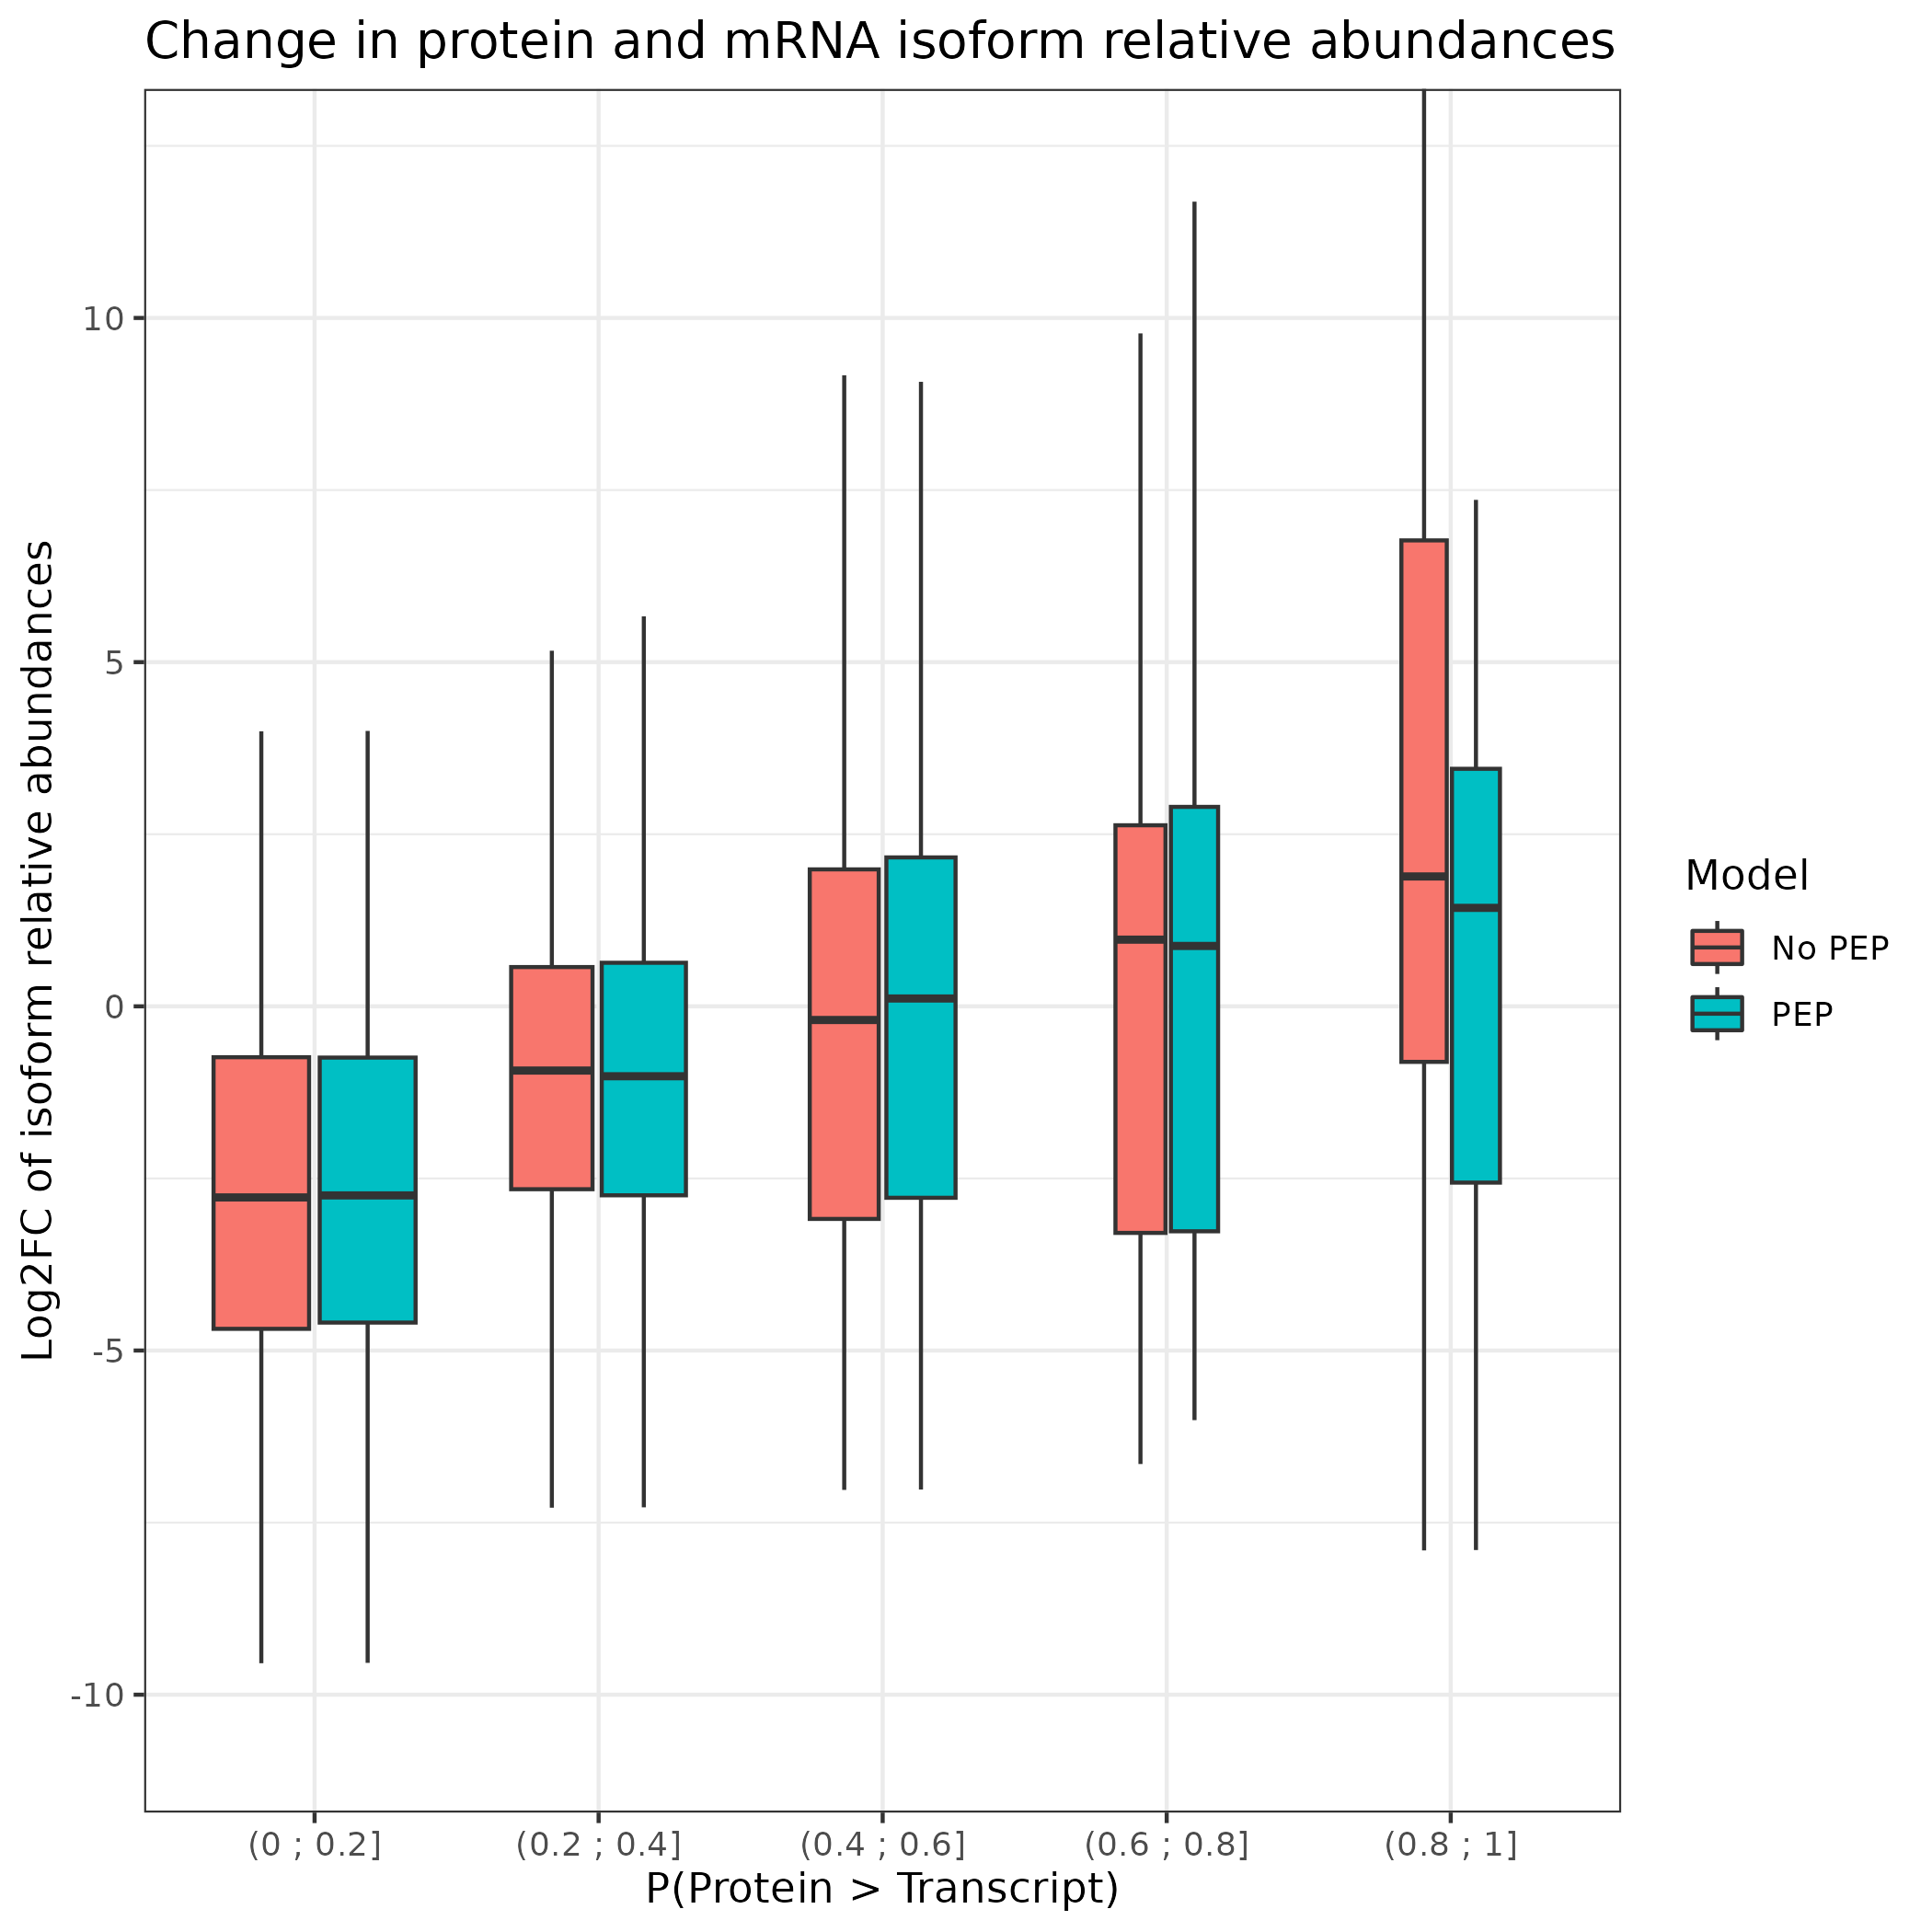 Change in protein and mRNA isoform relative abundances
Log2FC of isoform relative abundances
10
5
0
-5
-10
(0 ; 0.2]
(0.2 ; 0.4]
(0.4 ; 0.6]
(0.6 ; 0.8]
(0.8 ; 1]
P(Protein > Transcript)
Model
No PEP
PEP